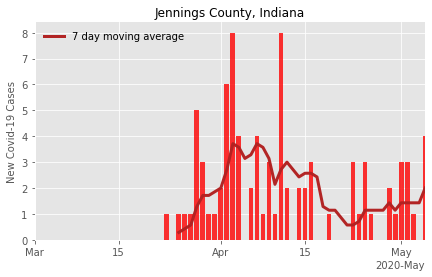 Jennings County, Indiana
7 day moving average
New Covid-19 Cases
8
7
6
5
4
3
2
1
0
Mar 15 Apr 15 May
2020-May